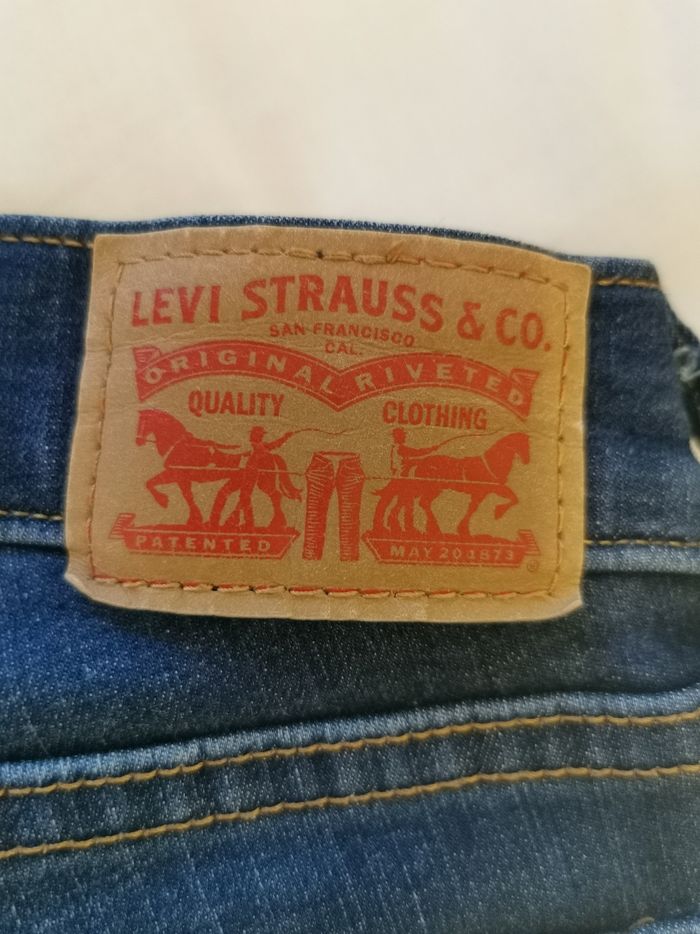 LEVI STRAUSS & CO.
SAN FRANCISCO
CAL.
ORIGINAL RIVETED
QUALITY CLOTHING
PATENTED MAY 20 1873
®